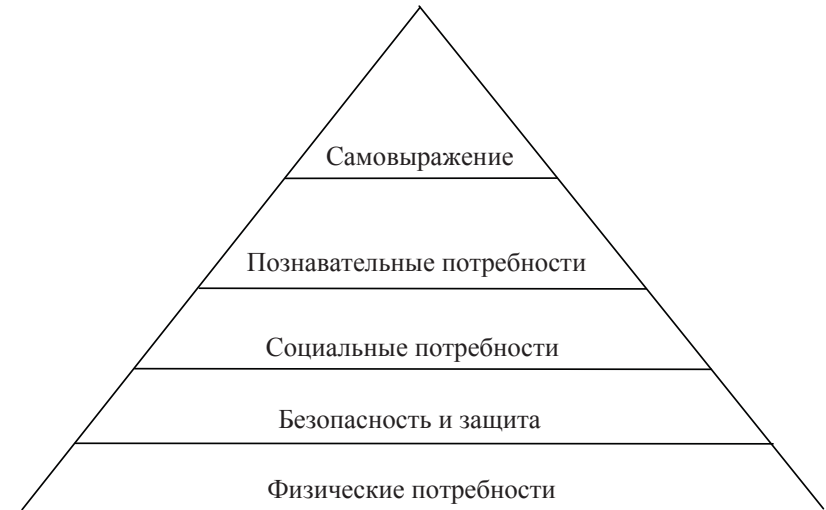 Самовыражение
Познавательные потребности
Социальные потребности
Безопасность и защита
Физические потребности